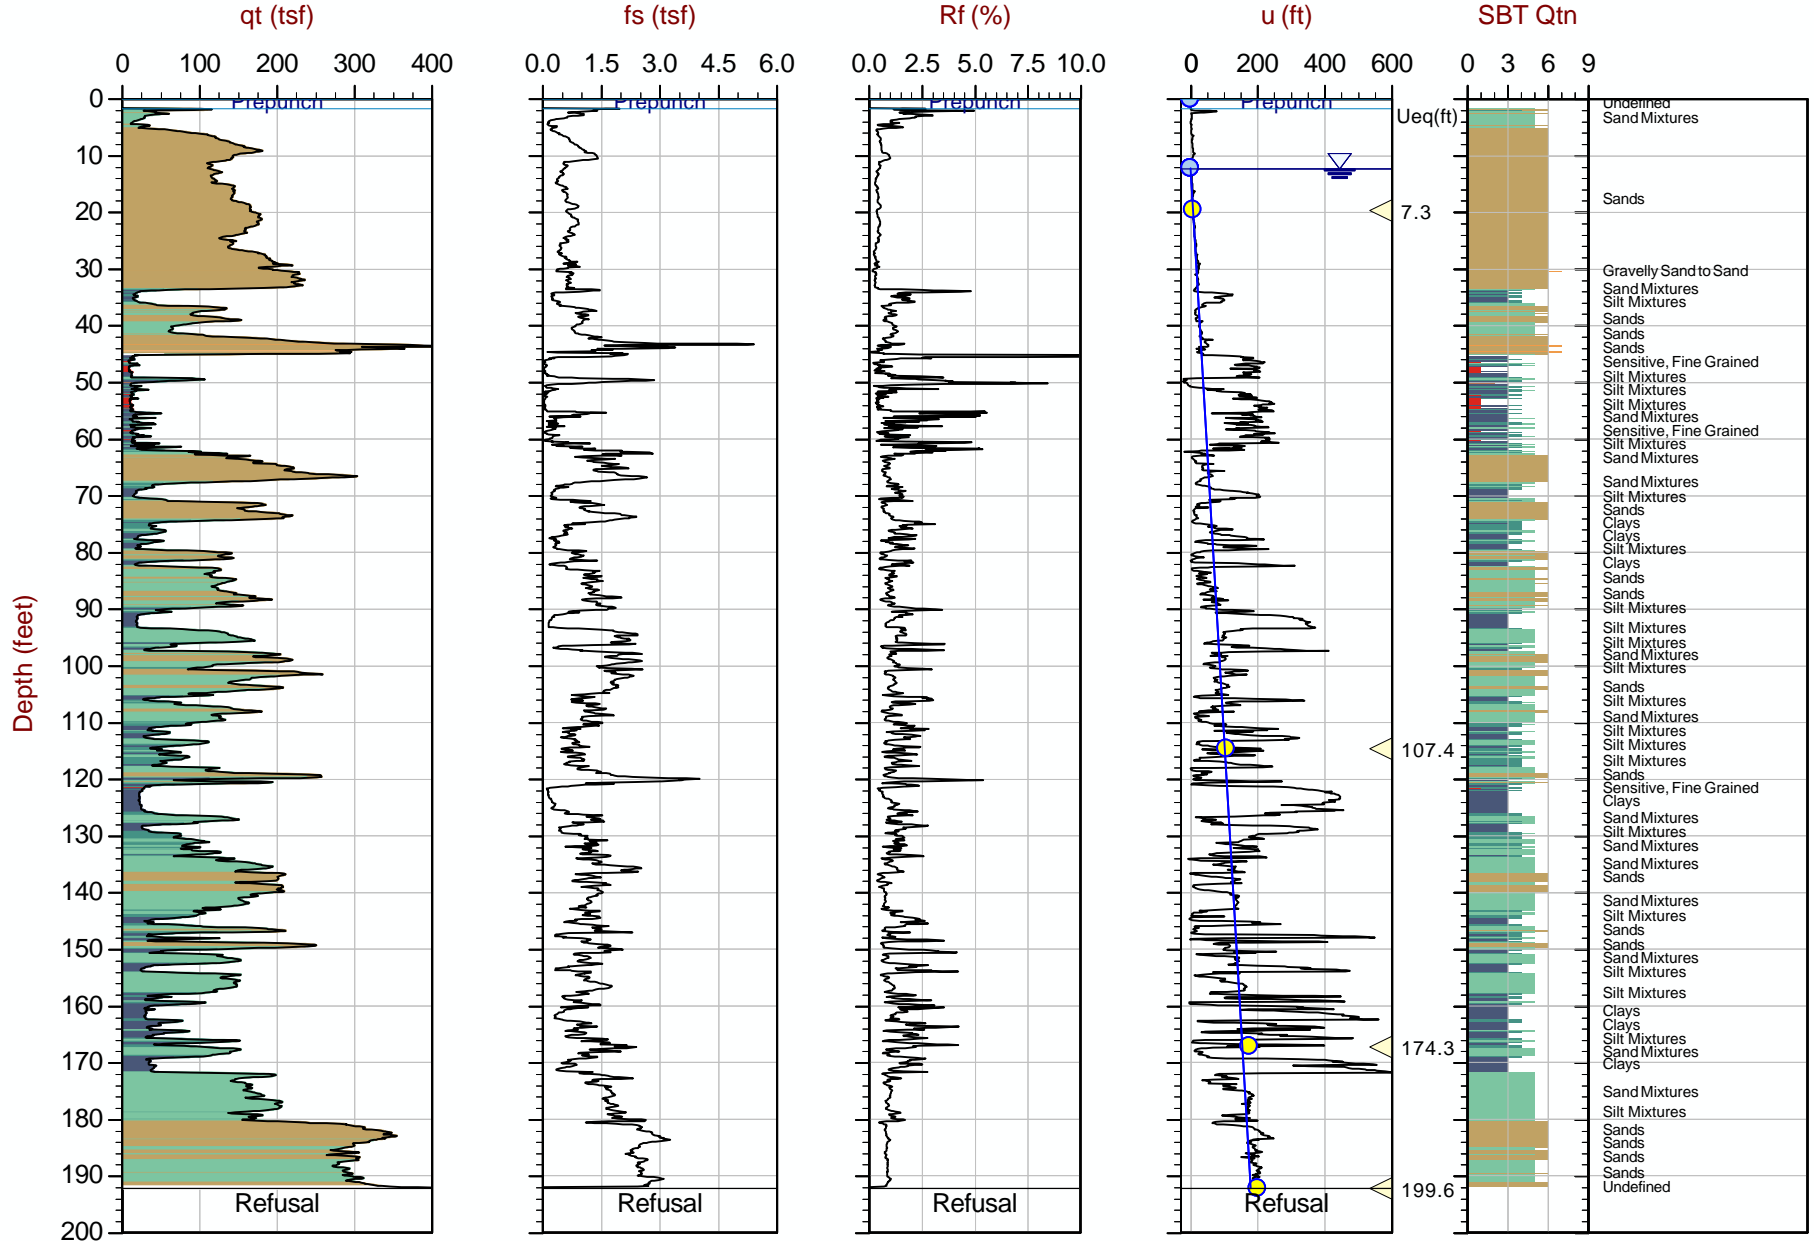 qt (tsf) fs (tsf) Rf (%) u (ft) SBT Qtn
0 100 200 300 400 0.0 1.5 3.0 4.5 6.0 0.0 2.5 5.0 7.5 10.0 0 200 400 600 0 3 6 9
Depth (feet)
0
10
20
30
40
50
60
70
80
90
100
110
120
130
140
150
160
170
180
190
200
Prepunch Prepunch Prepunch Prepunch
Refusal Refusal Refusal Refusal
Ueq(ft)
7.3
107.4
174.3
199.6
Undefined
Sand Mixtures
Sands
Gravelly Sand to Sand
Sand Mixtures
Silt Mixtures
Sands
Sands
Sands
Sensitive, Fine Grained
Silt Mixtures
Silt Mixtures
Silt Mixtures
Sand Mixtures
Sensitive, Fine Grained
Silt Mixtures
Sand Mixtures
Sand Mixtures
Silt Mixtures
Sands
Clays
Clays
Silt Mixtures
Clays
Sands
Sands
Silt Mixtures
Silt Mixtures
Silt Mixtures
Sand Mixtures
Silt Mixtures
Sands
Silt Mixtures
Sand Mixtures
Silt Mixtures
Silt Mixtures
Silt Mixtures
Sands
Sensitive, Fine Grained
Clays
Sand Mixtures
Silt Mixtures
Sand Mixtures
Sand Mixtures
Sands
Sand Mixtures
Silt Mixtures
Sands
Sands
Sand Mixtures
Silt Mixtures
Silt Mixtures
Clays
Clays
Silt Mixtures
Sand Mixtures
Clays
Sand Mixtures
Silt Mixtures
Sands
Sands
Sands
Sands
Undefined